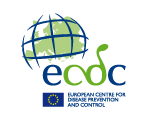 ecdc
EUROPEAN CENTRE FOR
DISEASE PREVENTION
AND CONTROL